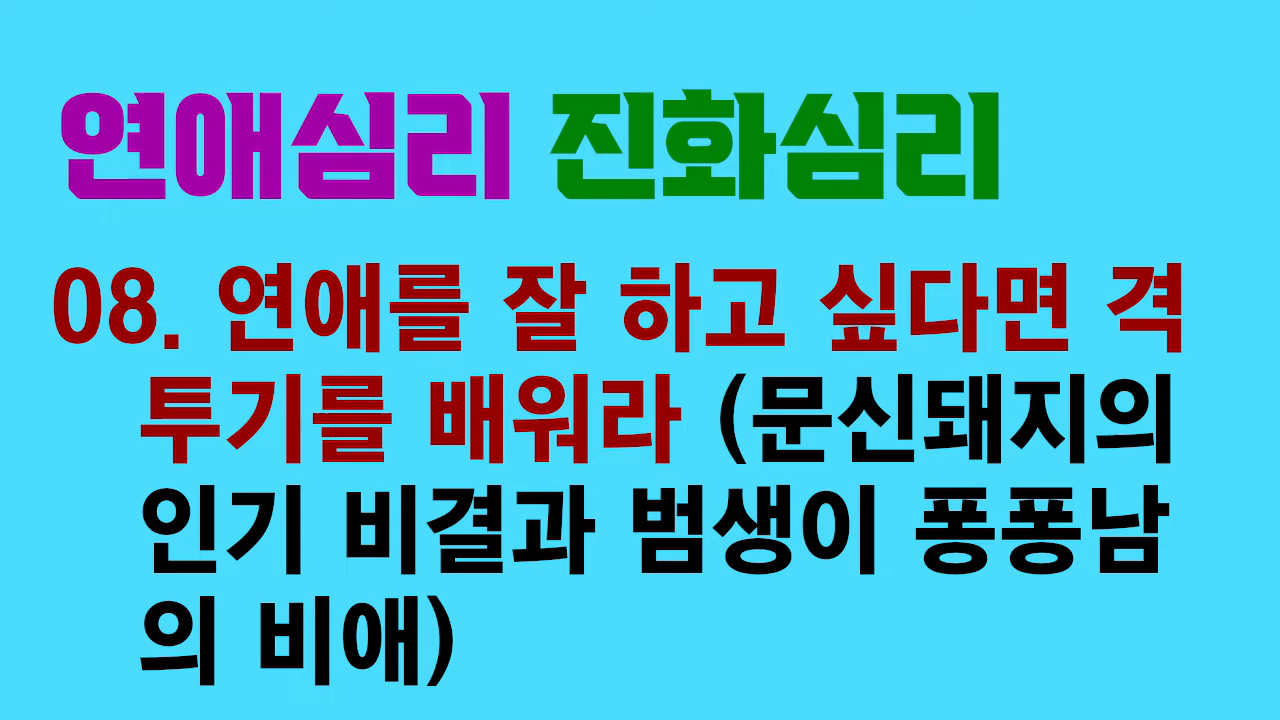 연애심리 진화심리
08. 연애를 잘 하고 싶다면 격
투기를 배워라 (문신돼지의
인기 비결과 범생이 퐁퐁남
의 비애)